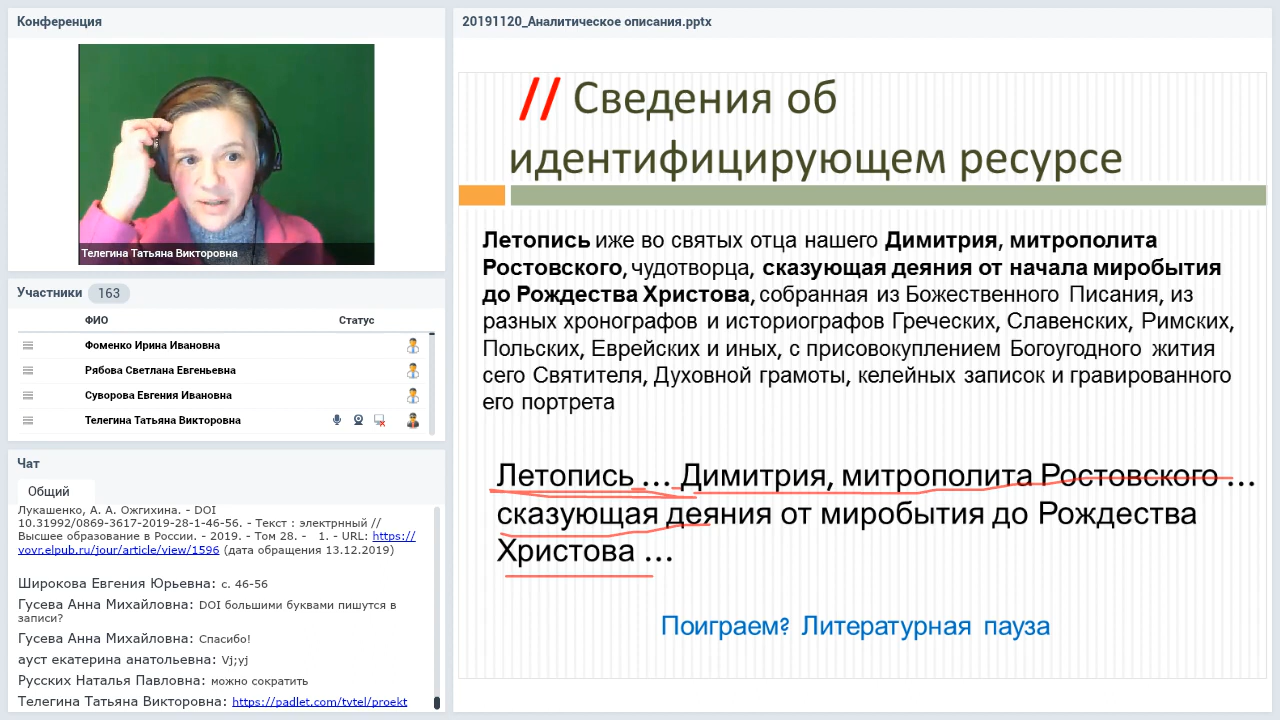 Конференция
Телегина Татьяна Викторовна
Участники 163
ФИО Статус
Фоменко Ирина Ивановна
Рябова Светлана Евгеньевна
Суворова Евгения Ивановна
Телегина Татьяна Викторовна
Чат
Общий
Лукашенко, А. А. Ожгихина. - DOI
10.31992/0869-3617-2019-28-1-46-56. - Текст : электрнный //
Высшее образование в России. - 2019. - Том 28. - 1. - URL: https://
vovr.elpub.ru/jour/article/view/1596 (дата обращения 13.12.2019)
Широкова Евгения Юрьевна: с. 46-56
Гусева Анна Михайловна: DOI большими буквами пишутся в
записи?
Гусева Анна Михайловна: Спасибо!
ауст екатерина анатольевна: Vj;yj
Русских Наталья Павловна: можно сократить
Телегина Татьяна Викторовна: https://padlet.com/tvtel/proekt
20191120_Аналитическое описания.pptx
// Сведения об
идентифицирующем ресурсе
Летопись иже во святых отца нашего Димитрия, митрополита
Ростовского, чудотворца, сказующая деяния от начала миробытия
до Рождества Христова, собранная из Божественного Писания, из
разных хронографов и историографов Греческих, Славенских, Римских,
Польских, Еврейских и иных, с присовокуплением Богоугодного жития
сего Святителя, Духовной грамоты, келейных записок и гравированного
его портрета
Летопись ... Димитрия, митрополита Ростовского ...
сказующая деяния от миробытия до Рождества
Христова ...
Поиграем? Литературная пауза